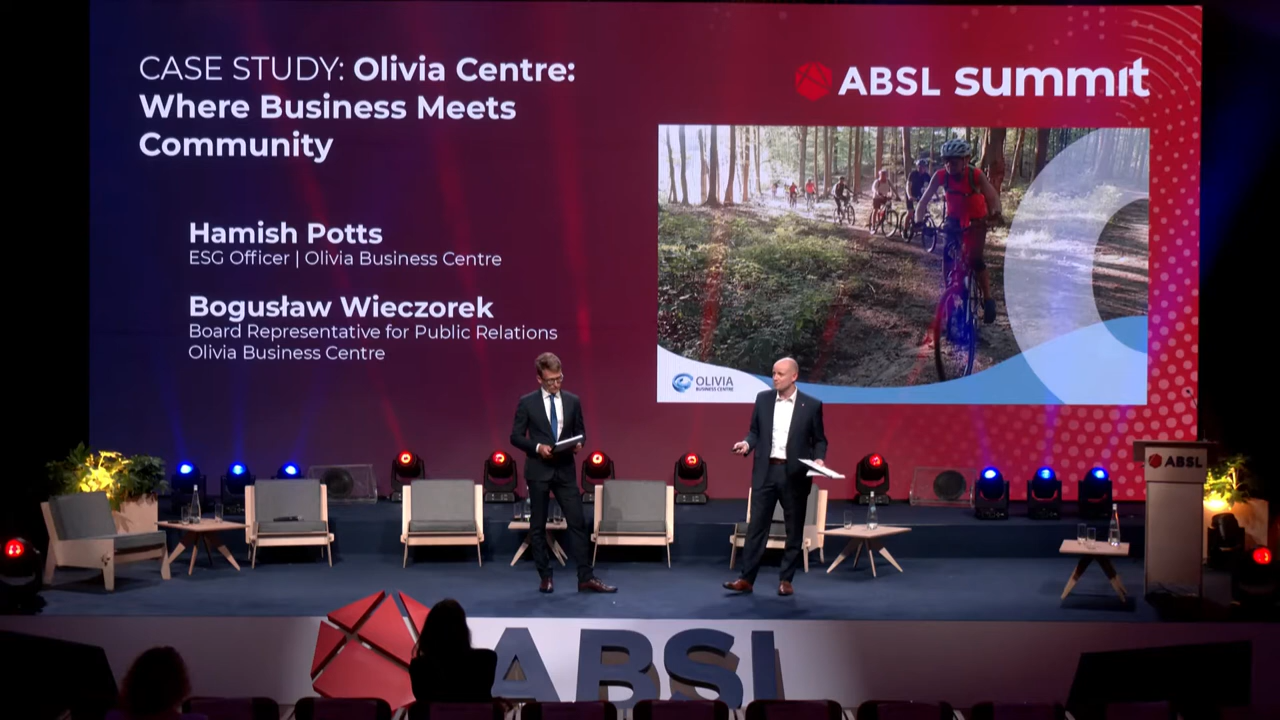 CASE STUDY: Olivia Centre:
Where Business Meets
Community
ABSL summit
Hamish Potts
ESG Officer | Olivia Business Centre
Bogusław Wieczorek
Board Representative for Public Relations
Olivia Business Centre
OLIVIA
BUSINESS CENTRE
ABSL
ABSL